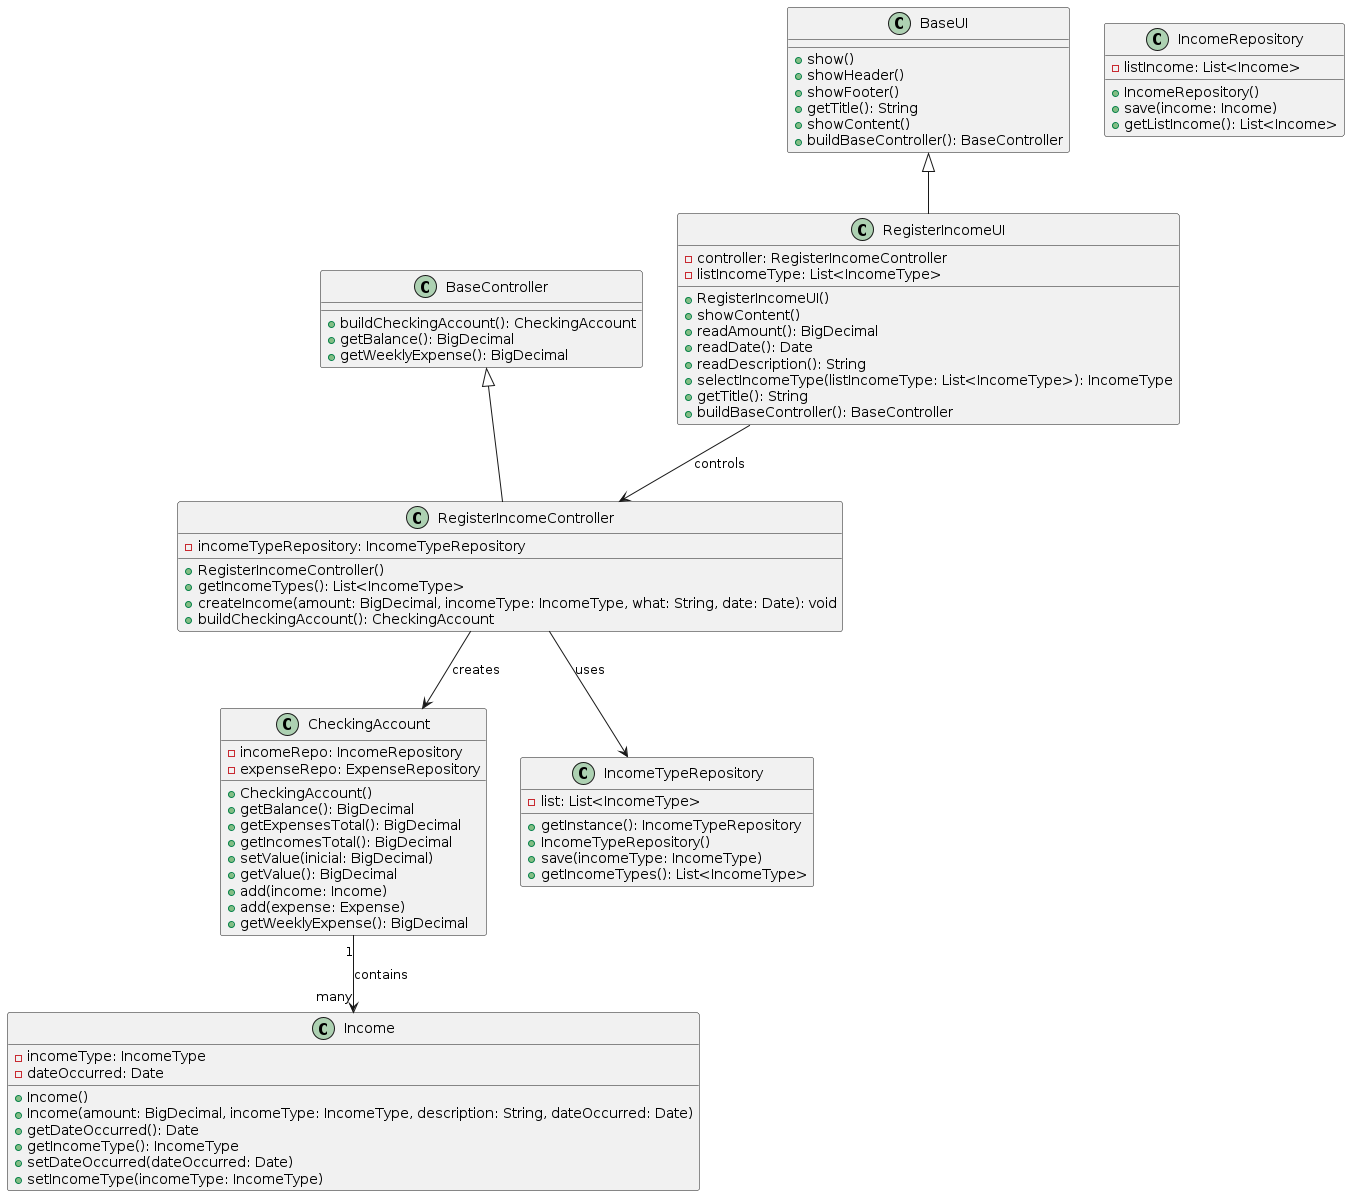 C BaseUI
show()
showHeader()
showFooter()
getTitle(): String
showContent()
buildBaseController(): BaseController
C IncomeRepository
listIncome: List<Income>
IncomeRepository()
save(income: Income)
getListIncome(): List<Income>
C RegisterIncomeUI
controller: RegisterIncomeController
listIncomeType: List<IncomeType>
RegisterIncomeUI()
showContent()
readAmount(): BigDecimal
readDate(): Date
readDescription(): String
selectIncomeType(listIncomeType: List<IncomeType>): IncomeType
getTitle(): String
buildBaseController(): BaseController
C BaseController
buildCheckingAccount(): CheckingAccount
getBalance(): BigDecimal
getWeeklyExpense(): BigDecimal
controls
C RegisterIncomeController
incomeTypeRepository: IncomeTypeRepository
RegisterIncomeController()
getIncomeTypes(): List<IncomeType>
createIncome(amount: BigDecimal, incomeType: IncomeType, what: String, date: Date): void
buildCheckingAccount(): CheckingAccount
creates
uses
C CheckingAccount
incomeRepo: IncomeRepository
expenseRepo: ExpenseRepository
CheckingAccount()
getBalance(): BigDecimal
getExpensesTotal(): BigDecimal
getIncomesTotal(): BigDecimal
setValue(inicial: BigDecimal)
getValue(): BigDecimal
add(income: Income)
add(expense: Expense)
getWeeklyExpense(): BigDecimal
C IncomeTypeRepository
list: List<IncomeType>
getInstance(): IncomeTypeRepository
IncomeTypeRepository()
save(incomeType: IncomeType)
getIncomeTypes(): List<IncomeType>
1
contains
many
C Income
incomeType: IncomeType
dateOccurred: Date
Income()
Income(amount: BigDecimal, incomeType: IncomeType, description: String, dateOccurred: Date)
getDateOccurred(): Date
getIncomeType(): IncomeType
setDateOccurred(dateOccurred: Date)
setIncomeType(incomeType: IncomeType)